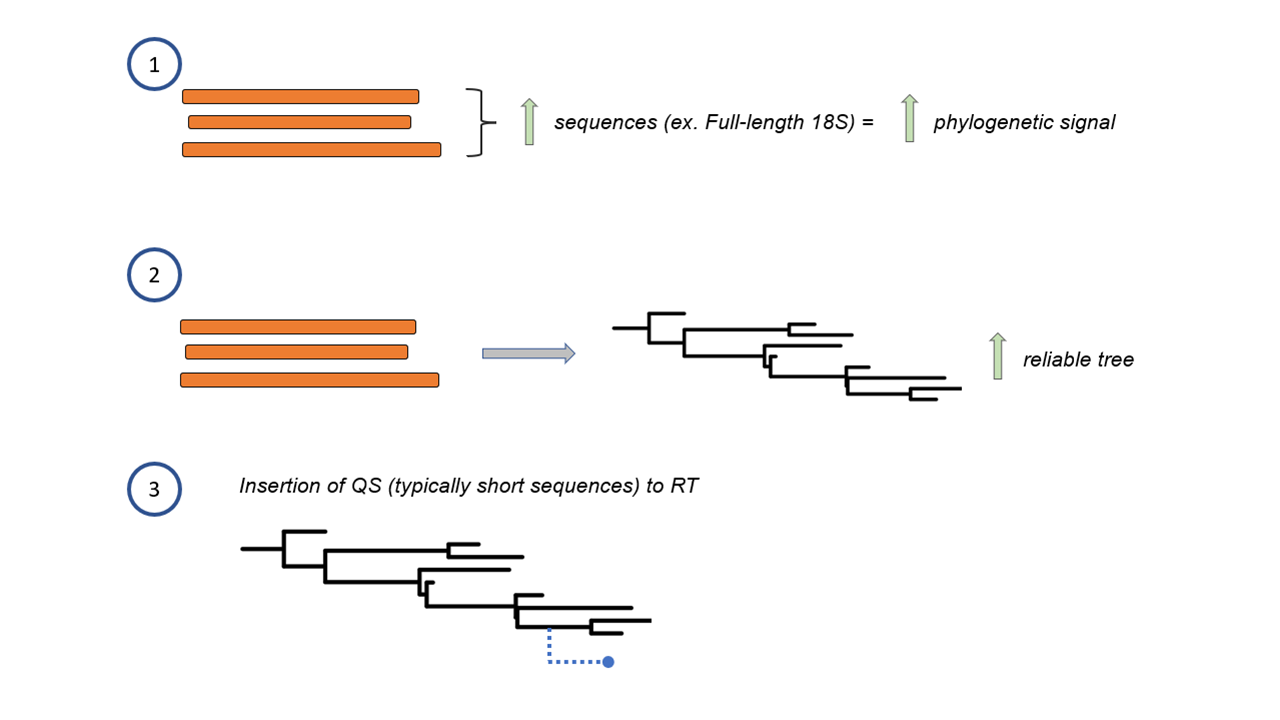 1
sequences (ex. Full-length 18S) = phylogenetic signal
2
reliable tree
3
Insertion of QS (typically short sequences) to RT